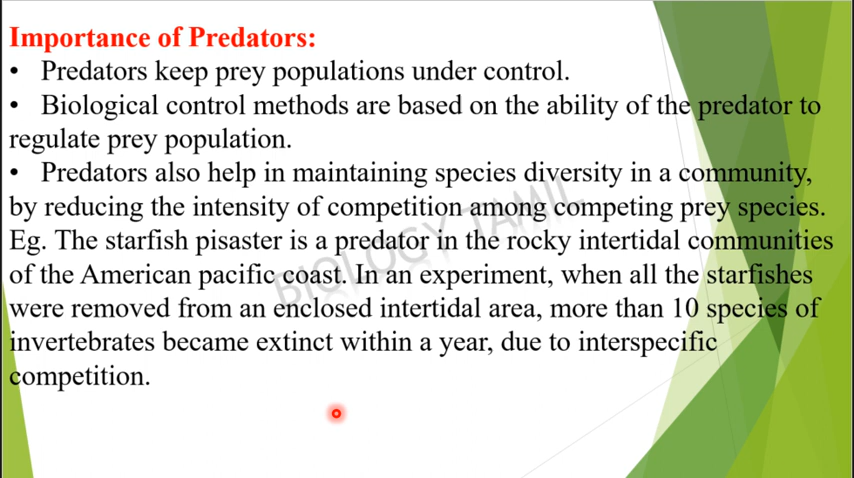 Importance of Predators:
• Predators keep prey populations under control.
• Biological control methods are based on the ability of the predator to
regulate prey population.
• Predators also help in maintaining species diversity in a community,
by reducing the intensity of competition among competing prey species.
Eg. The starfish pisaster is a predator in the rocky intertidal communities
of the American pacific coast. In an experiment, when all the starfishes
were removed from an enclosed intertidal area, more than 10 species of
invertebrates became extinct within a year, due to interspecific
competition.
BIOLOGY TAMIL